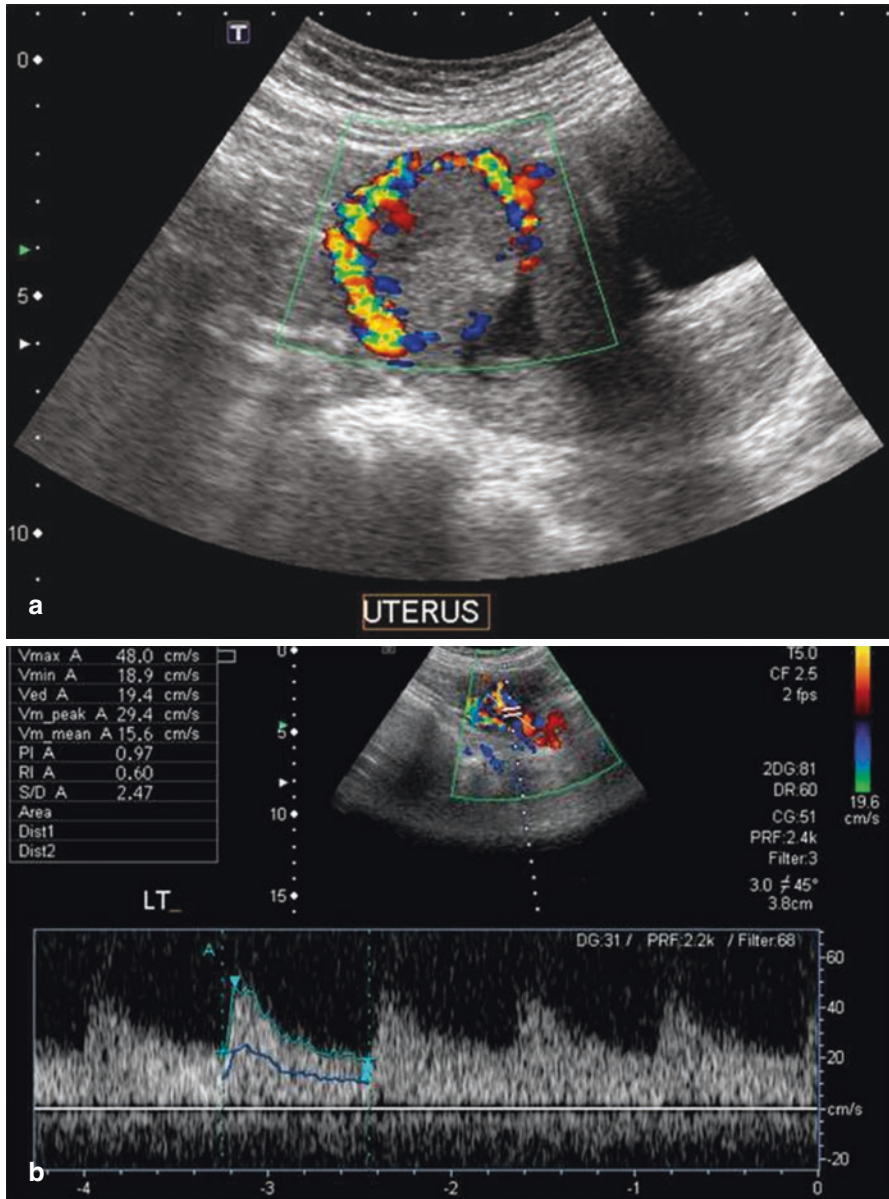 T
0
5
10
UTERUS
a
Vmax A 48.0 cm/s
Vmin A 18.9 cm/s
Ved A 19.4 cm/s
Vm_peak A 29.4 cm/s
Vm_mean A 15.6 cm/s
PI A 0.97
RI A 0.60
S/D A 2.47
Area
Dist1
Dist2
LT_
0
5
10
15
T5.0
CF 2.5
2 fps
2DG:81
DR:60
CG:51
PRF:2.4k
Filter:3
3.0 ≠ 45°
3.8cm
19.6
cm/s
A
DG:31 / PRF:2.2k / Filter:68
60
40
20
cm/s
-20
b
-4 -3 -2 -1 0